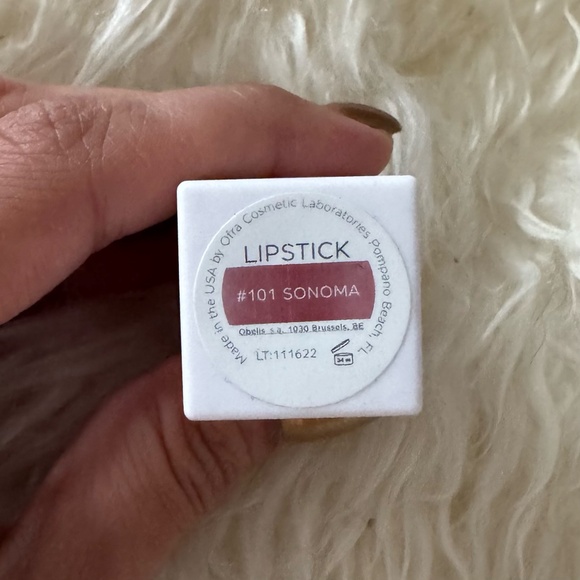 Made in the USA by Ofra Cosmetic Laboratories Pompano Beach, FL
LIPSTICK
#101 SONOMA
Obelis s.a. 1030 Brussels, BE
LT:111622